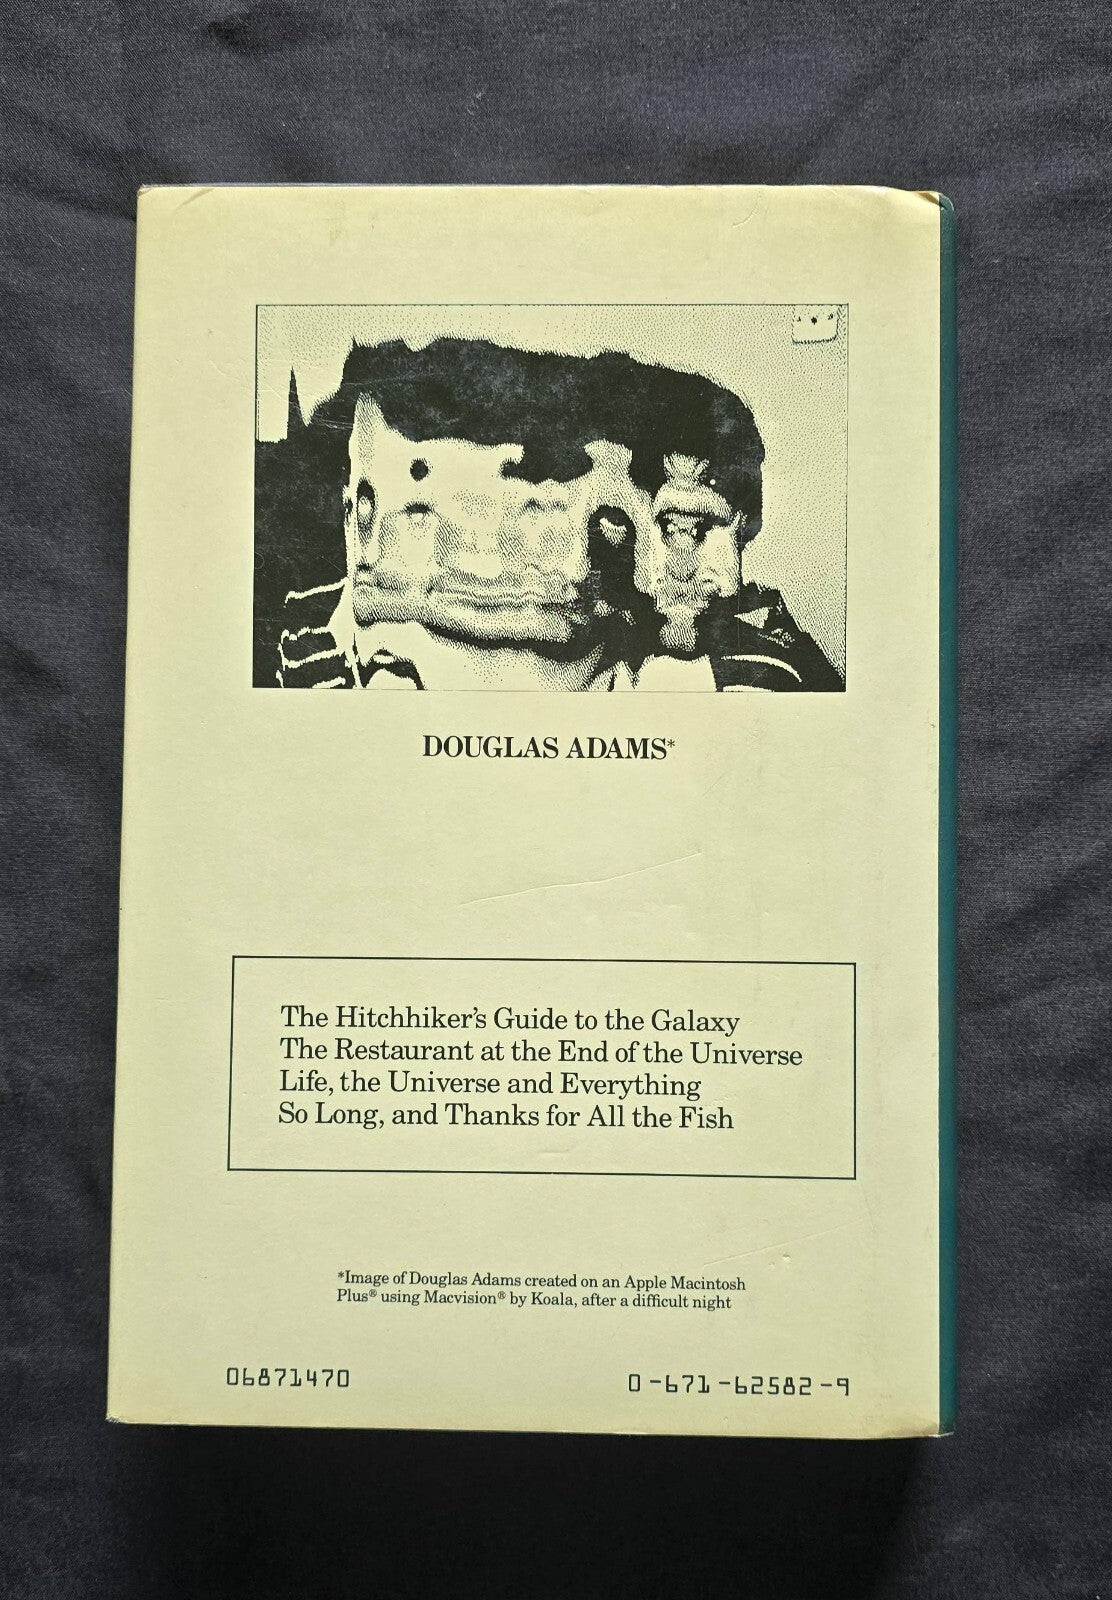 DOUGLAS ADAMS*
The Hitchhiker's Guide to the Galaxy
The Restaurant at the End of the Universe
Life, the Universe and Everything
So Long, and Thanks for All the Fish
*Image of Douglas Adams created on an Apple Macintosh
Plus® using Macvision® by Koala, after a difficult night
06871470
0-671-62582-9